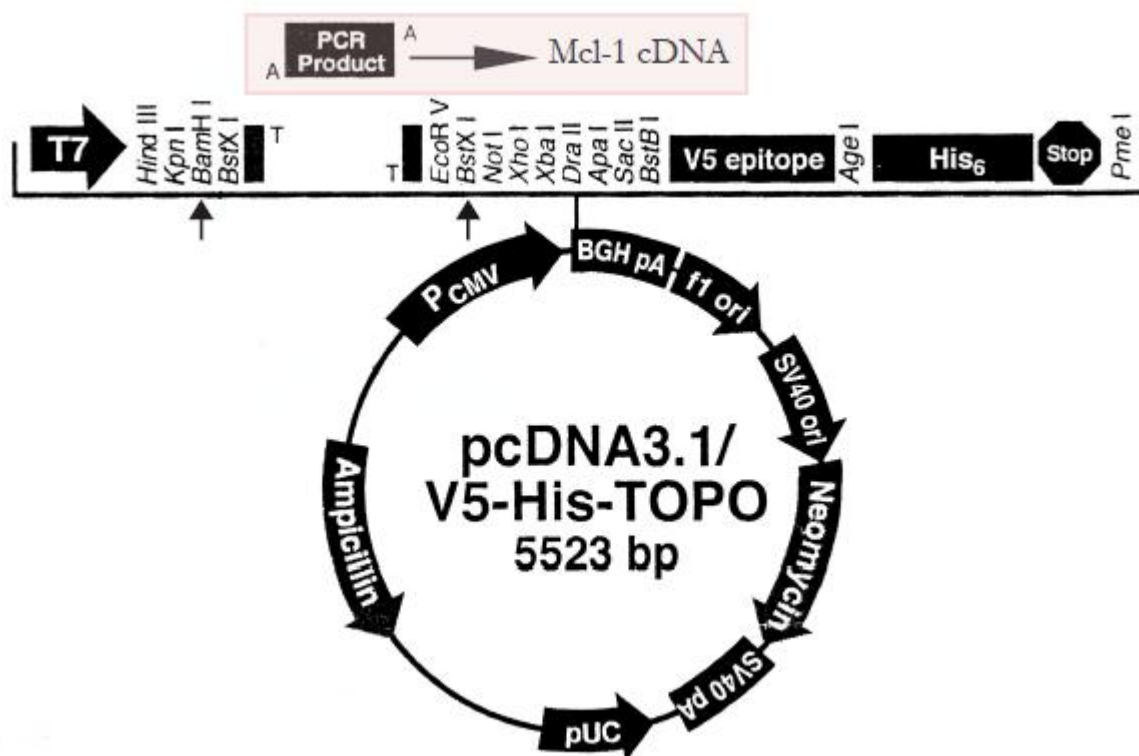 PCR Product
A
A
Mcl-1 cDNA
T7
Hind III
Kpn I
BamH I
BstX I
T
T
EcoR V
BstX I
Not I
Xho I
Xba I
Dra II
Apa I
Sac II
BstB I
V5 epitope
Age I
His6
Stop
Pme I
PCMV
BGH pA
f1 ori
SV40 ori
Neomycin
SV40 pA
pUC
Ampicillin
pcDNA3.1/
V5-His-TOPO
5523 bp